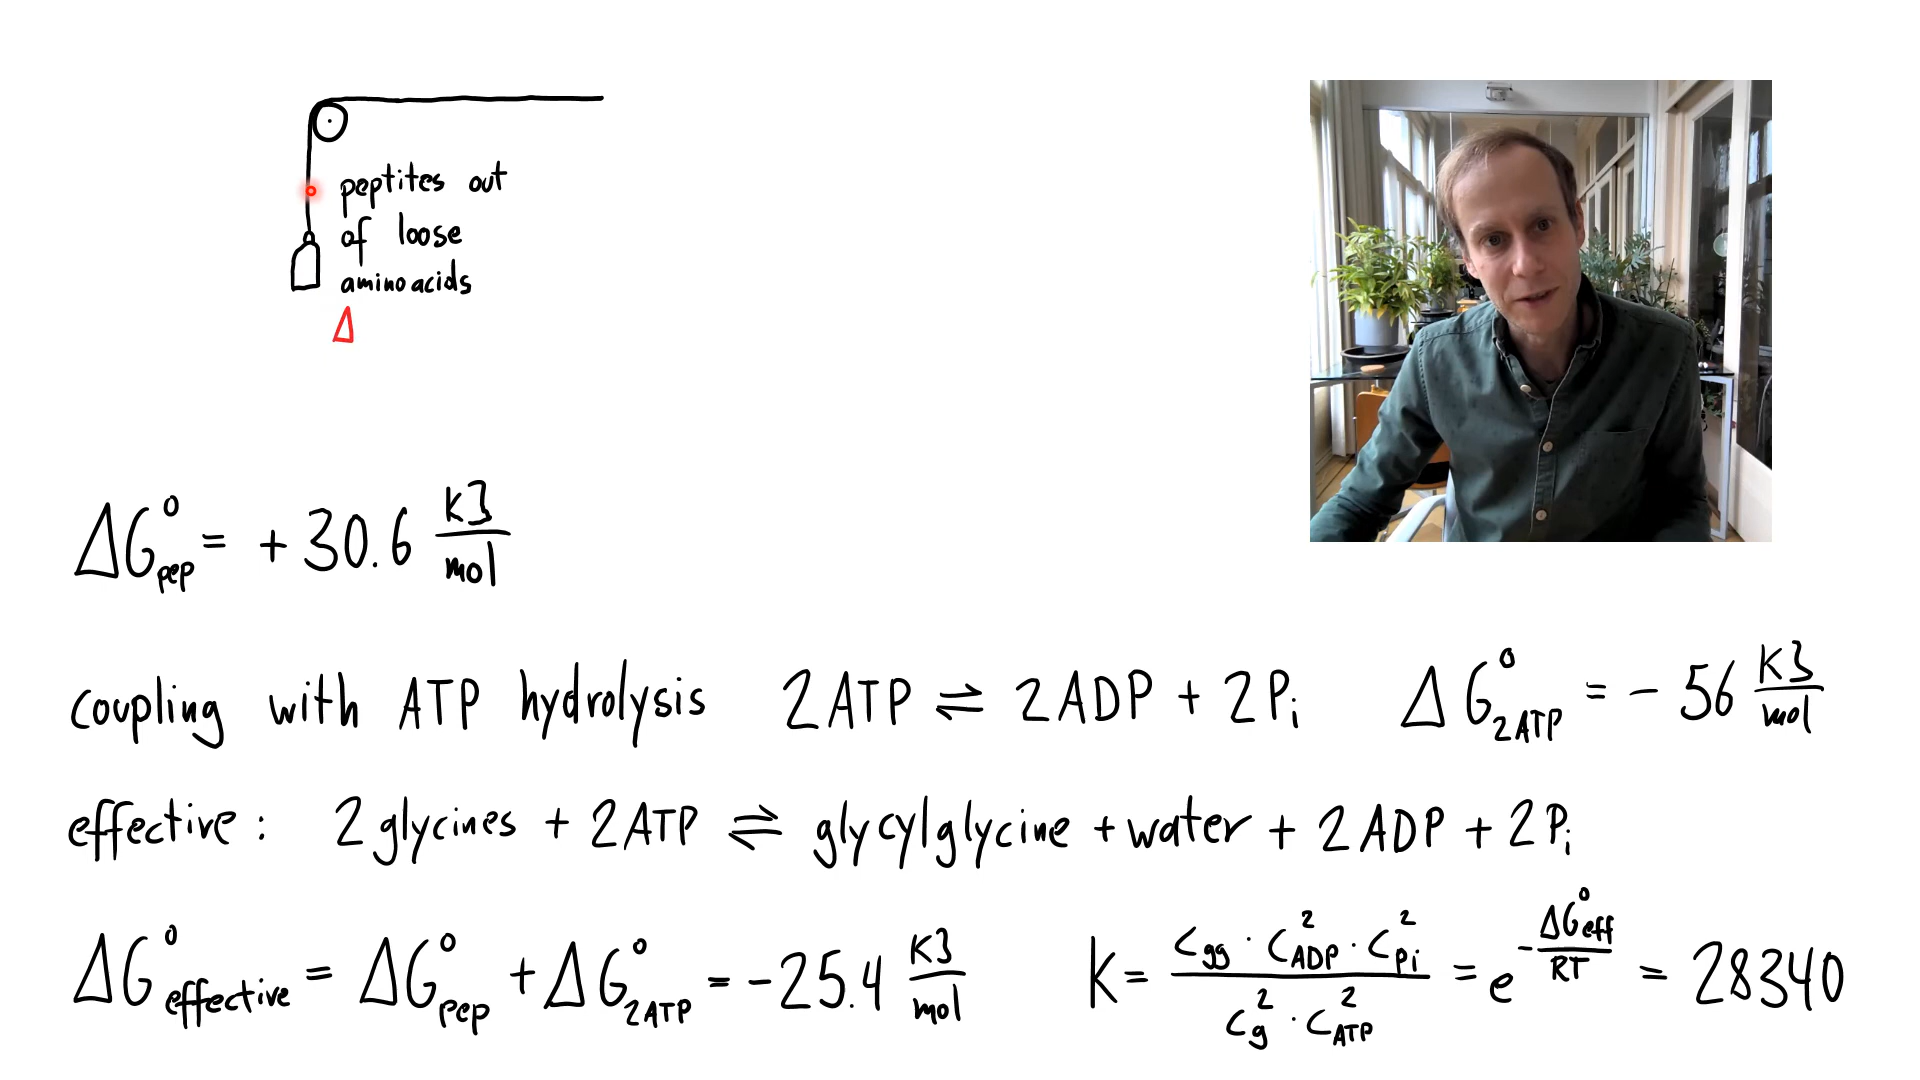 peptites out
of loose
aminoacids
Δ
ΔG°pep = + 30.6 kJ/mol
coupling with ATP hydrolysis 2ATP ⇌ 2ADP + 2Pi ΔG°2ATP = - 56 kJ/mol
effective: 2 glycines + 2ATP ⇌ glycylglycine + water + 2ADP + 2Pi
ΔG°effective = ΔG°pep + ΔG°2ATP = -25.4 kJ/mol K = (Cgg · C²ADP · C²Pi)/(C²g · C²ATP) = e^(-ΔG°eff/RT) = 28340